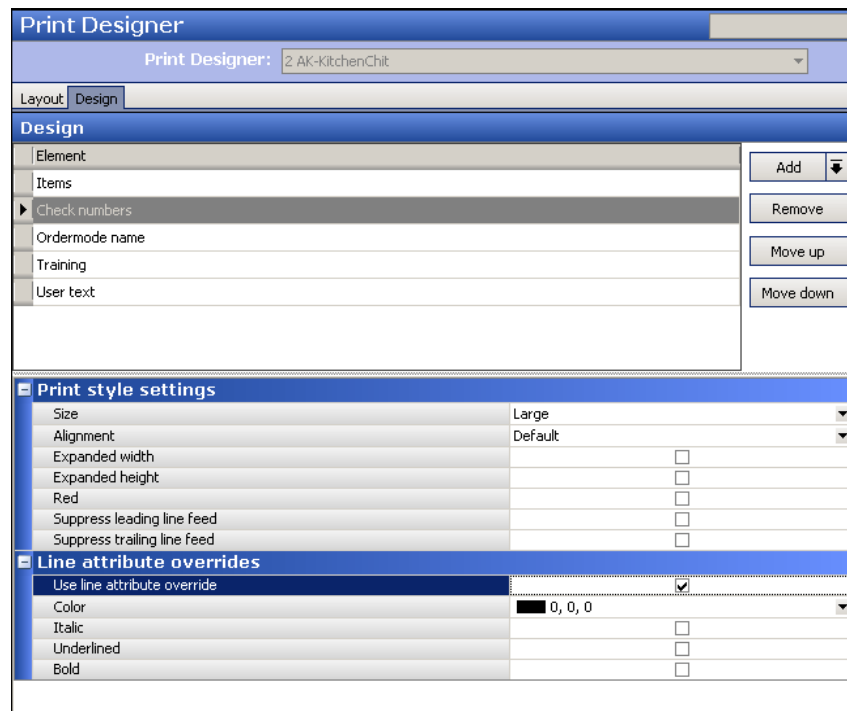 Print Designer
Print Designer: 2 AK-KitchenChit
Layout Design
Design
Element
Items
Check numbers
Ordermode name
Training
User text
Add
Remove
Move up
Move down
Print style settings
Size Large
Alignment Default
Expanded width
Expanded height
Red
Suppress leading line feed
Suppress trailing line feed
Line attribute overrides
Use line attribute override
Color 0, 0, 0
Italic
Underlined
Bold